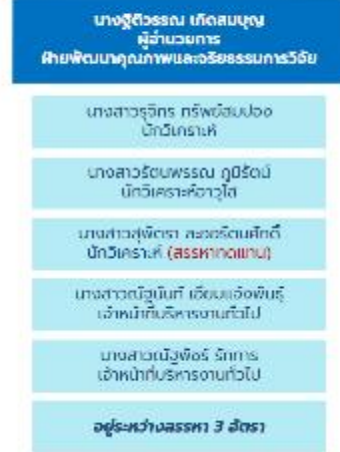 นางฐิติวรรณ เกิดสมบุญ
ผู้อำนวยการ
ฝ่ายพัฒนาคุณภาพและจริยธรรมการวิจัย
นางสาวรุจิกร ทรัพย์สมปอง
นักวิเคราะห์
นางสาวรัตนพรรณ ภูมิรัตน์
นักวิเคราะห์อาวุโส
นางสาวสุพัตรา ละออรัตนศักดิ์
นักวิเคราะห์ (สรรหาทดแทน)
นางสาวณัฐนันท์ เอี่ยมแจ้งพันธุ์
เจ้าหน้าที่บริหารงานทั่วไป
นางสาวณัฐพัชร์ รักการ
เจ้าหน้าที่บริหารงานทั่วไป
อยู่ระหว่างสรรหา 3 อัตรา